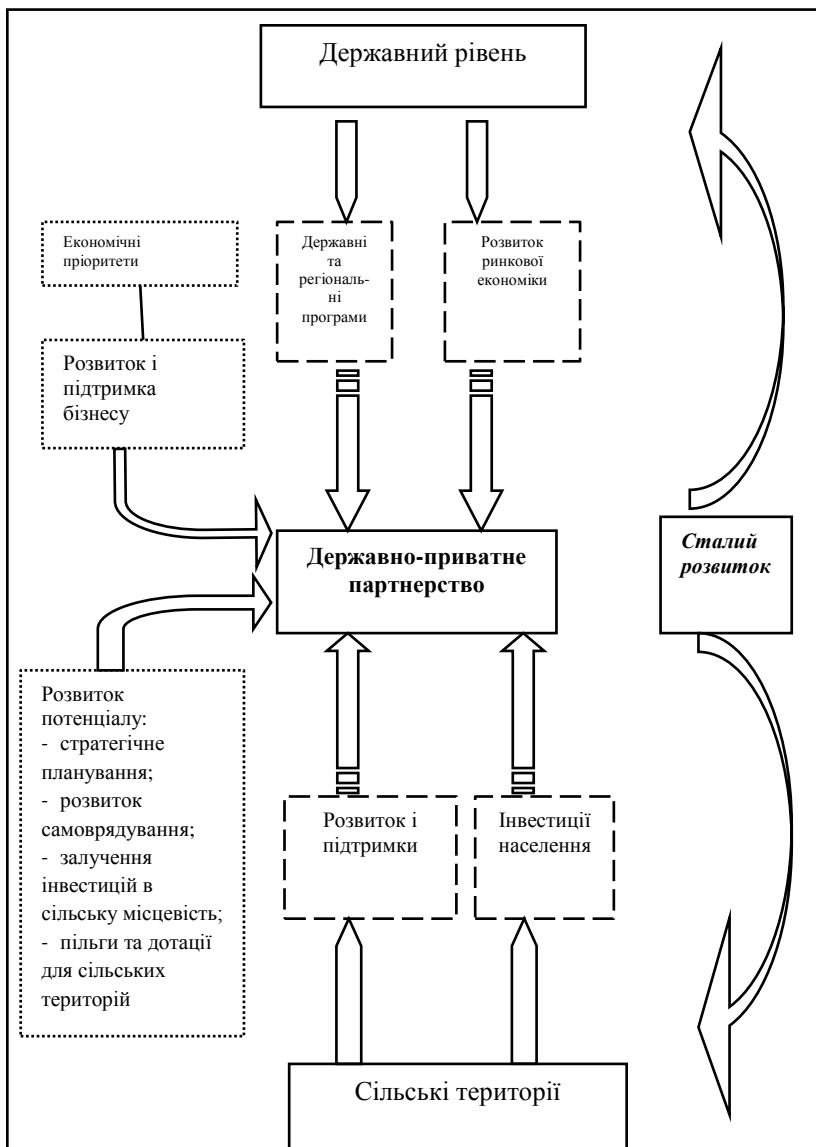 Державний рівень
Економічні
пріоритети
Державні
та
регіональ-
ні
програми
Розвиток
ринкової
економіки
Розвиток і
підтримка
бізнесу
Державно-приватне
партнерство
Сталий
розвиток
Розвиток
потенціалу:
- стратегічне
планування;
- розвиток
самоврядування;
- залучення
інвестицій в
сільську місцевість;
- пільги та дотації
для сільських
територій
Розвиток і
підтримки
Інвестиції
населення
Сільські території